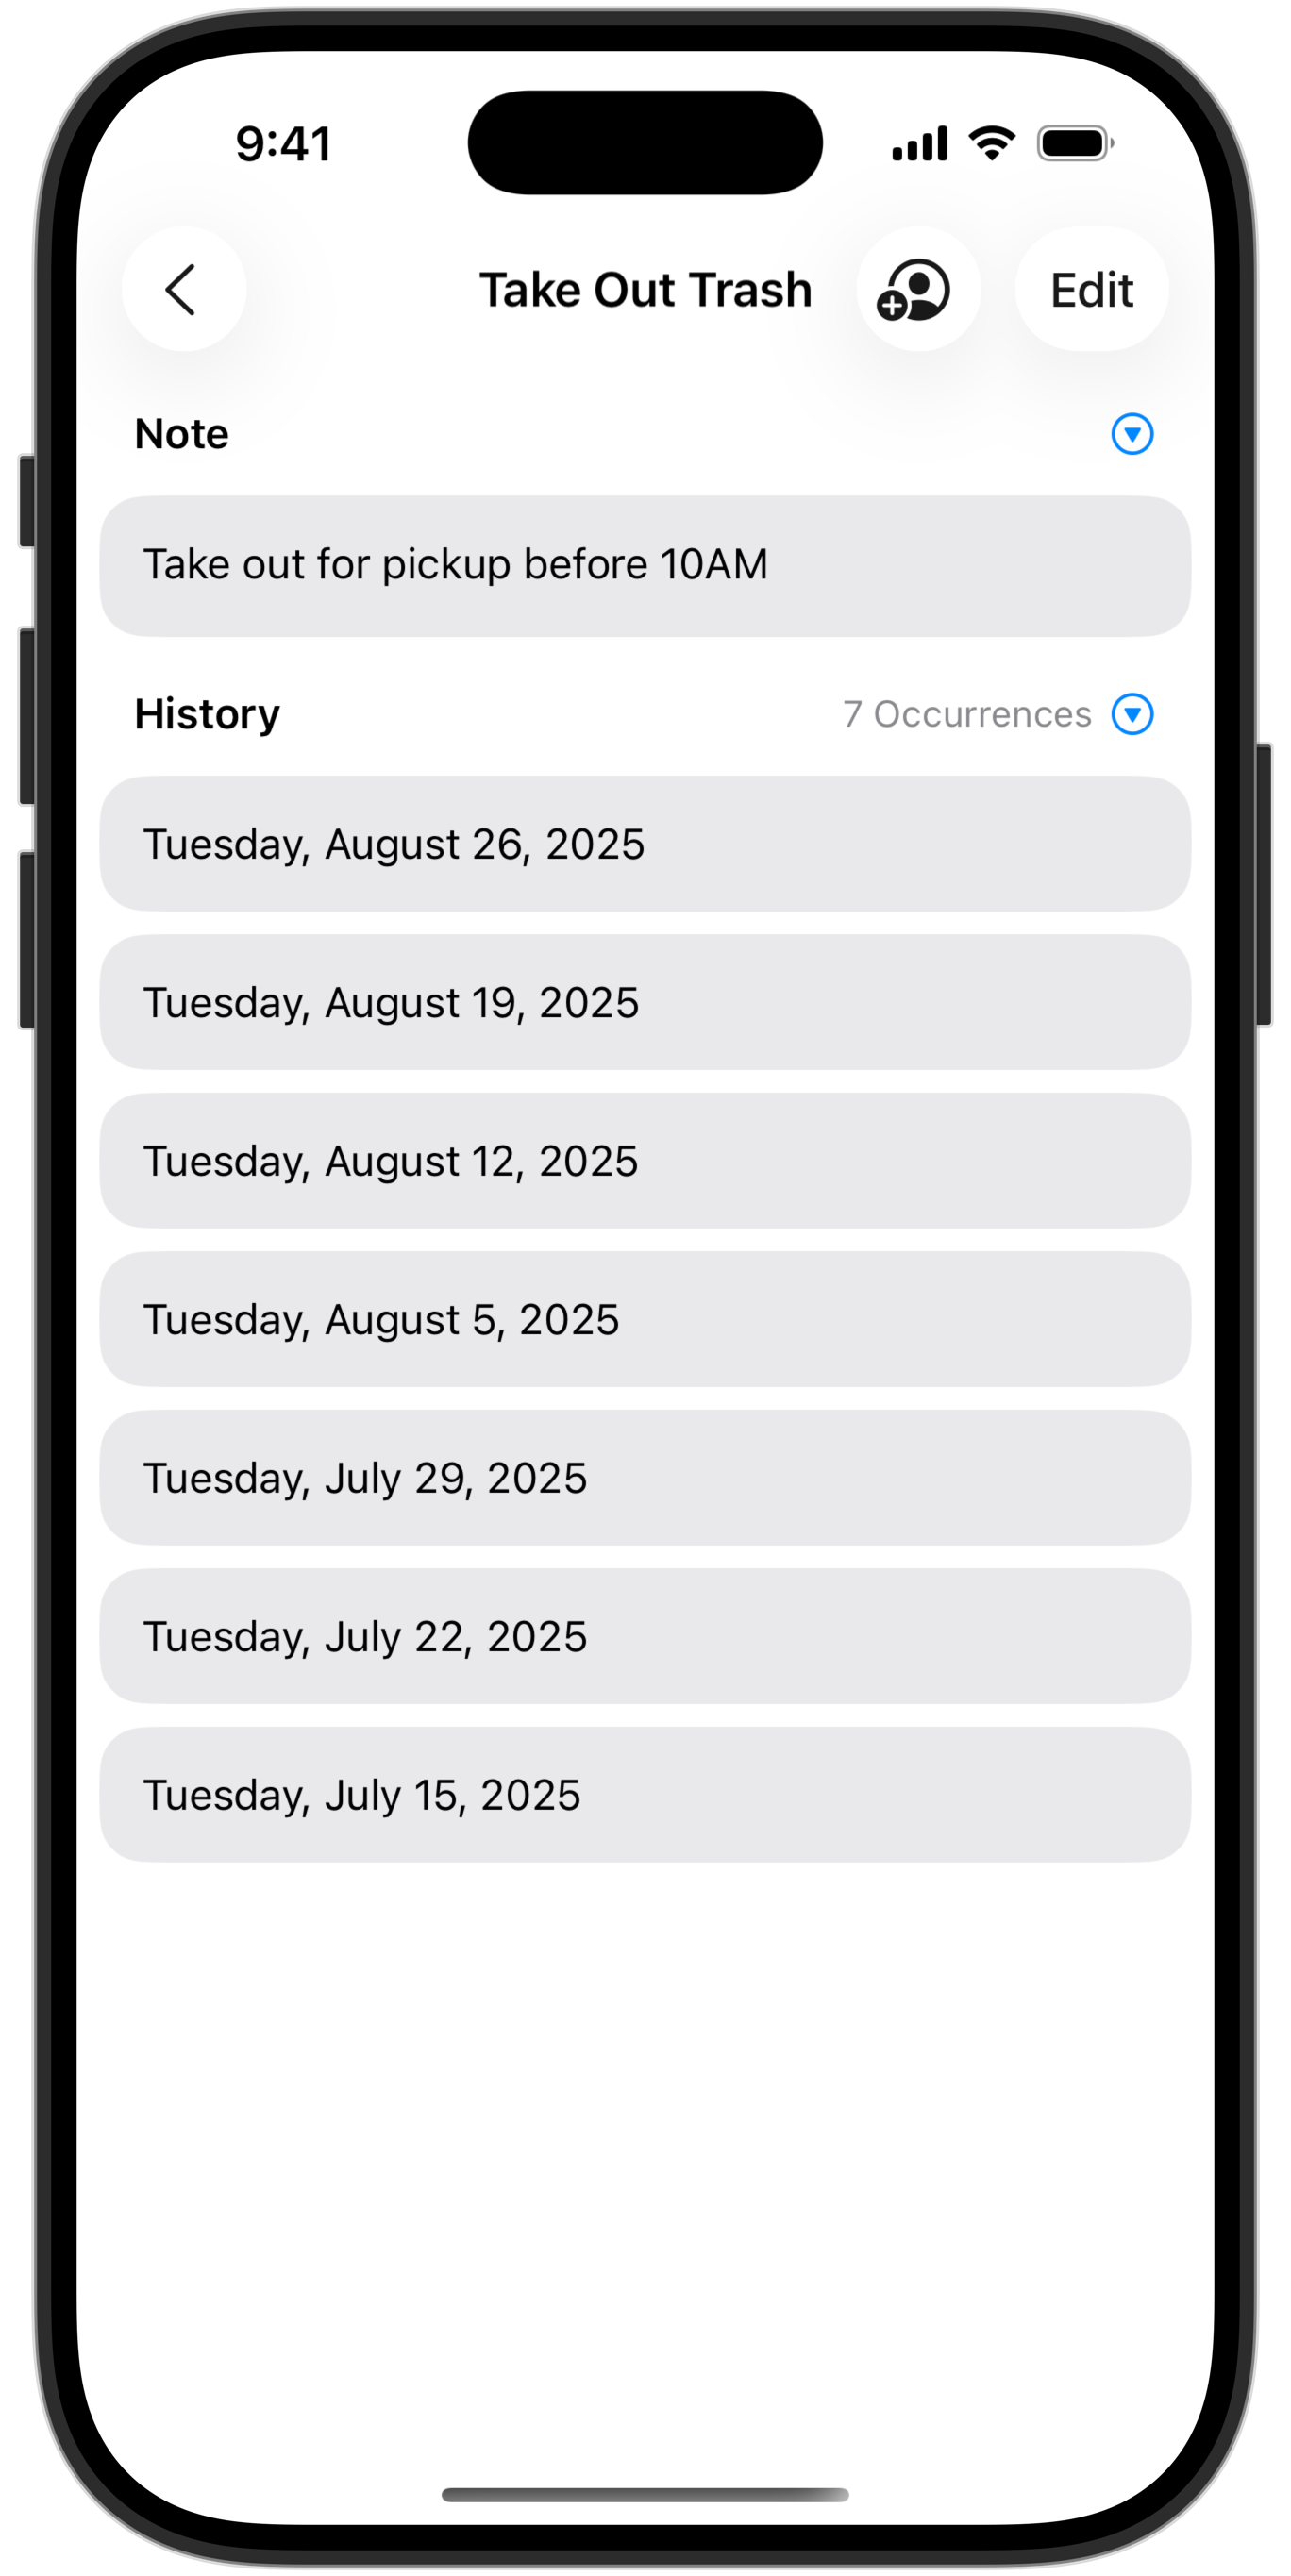 9:41
Take Out Trash
Edit
Note
Take out for pickup before 10AM
History
7 Occurrences
Tuesday, August 26, 2025
Tuesday, August 19, 2025
Tuesday, August 12, 2025
Tuesday, August 5, 2025
Tuesday, July 29, 2025
Tuesday, July 22, 2025
Tuesday, July 15, 2025